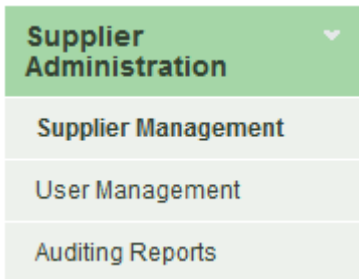 Supplier
Administration
Supplier Management
User Management
Auditing Reports